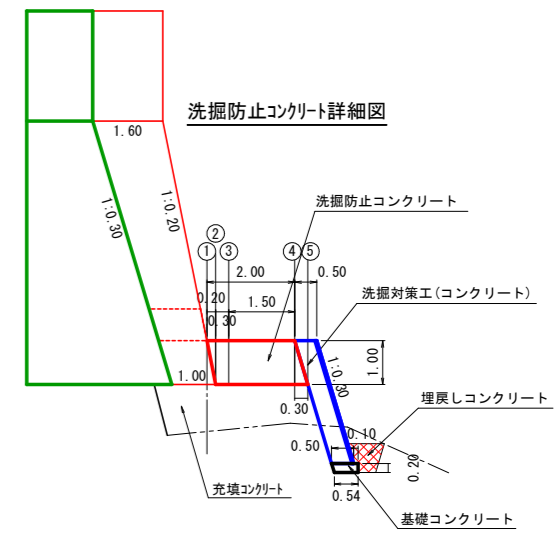 洗掘防止コンクリート詳細図
1.60
1:0.30
1:0.20
洗掘防止コンクリート
②
① ③ ④ ⑤
2.00 0.50
0.20 1.50
0.30
洗掘対策工(コンクリート)
1.00
1:0.30
1.00
0.30
埋戻しコンクリート
0.10
0.50
0.20
充填コンクリート
0.54
基礎コンクリート